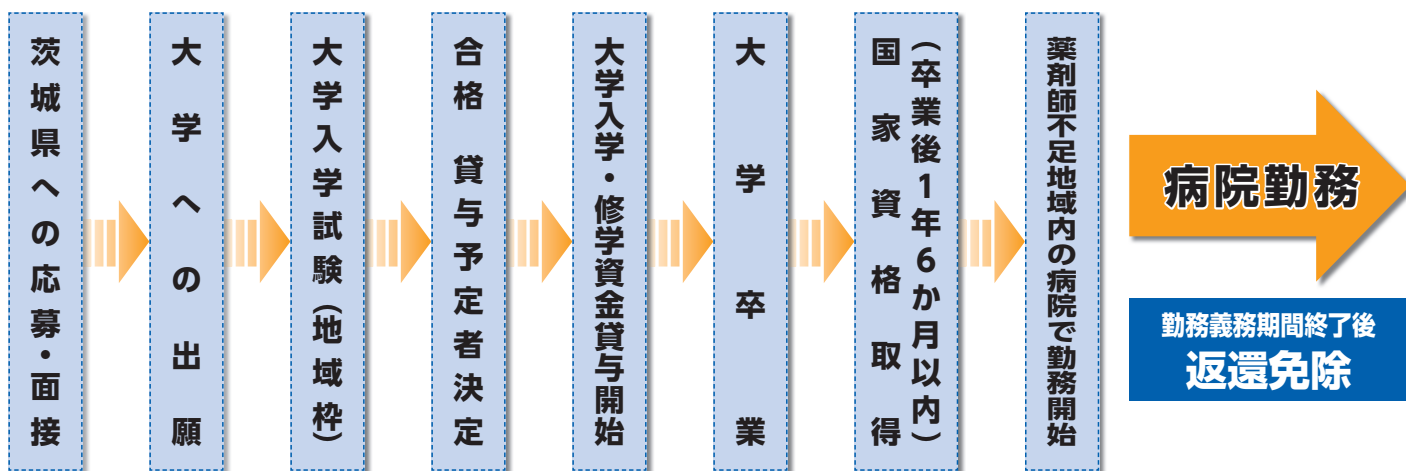 茨城県への応募・面接
大学への出願
大学入学試験(地域枠)
合格 貸与予定者決定
大学入学・修学資金貸与開始
大学卒業
国家資格取得
(卒業後1年6か月以内)
薬剤師不足地域内の病院で勤務開始
病院勤務
勤務義務期間終了後
返還免除